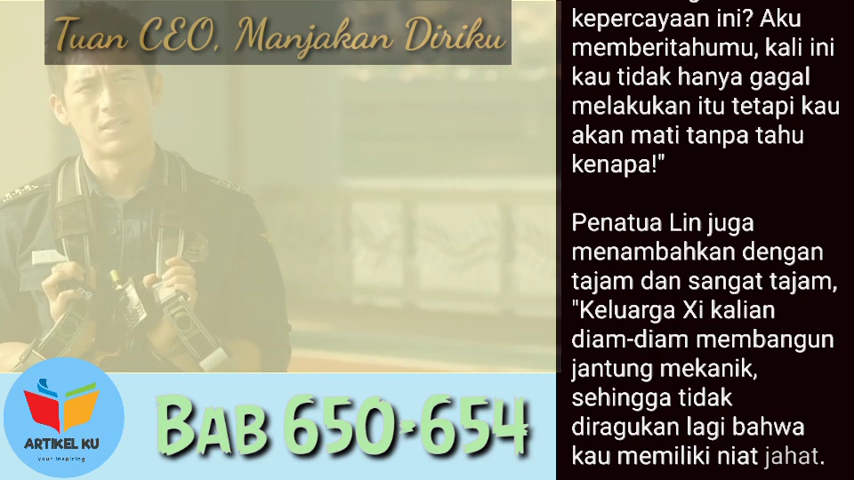 Tuan CEO, Manjakan Diriku
kepercayaan ini? Aku
memberitahumu, kali ini
kau tidak hanya gagal
melakukan itu tetapi kau
akan mati tanpa tahu
kenapa!"
Penatua Lin juga
menambahkan dengan
tajam dan sangat tajam,
"Keluarga Xi kalian
diam-diam membangun
jantung mekanik,
sehingga tidak
diragukan lagi bahwa
kau memiliki niat jahat.
BAB 650-654
ARTIKEL KU
your inspiring